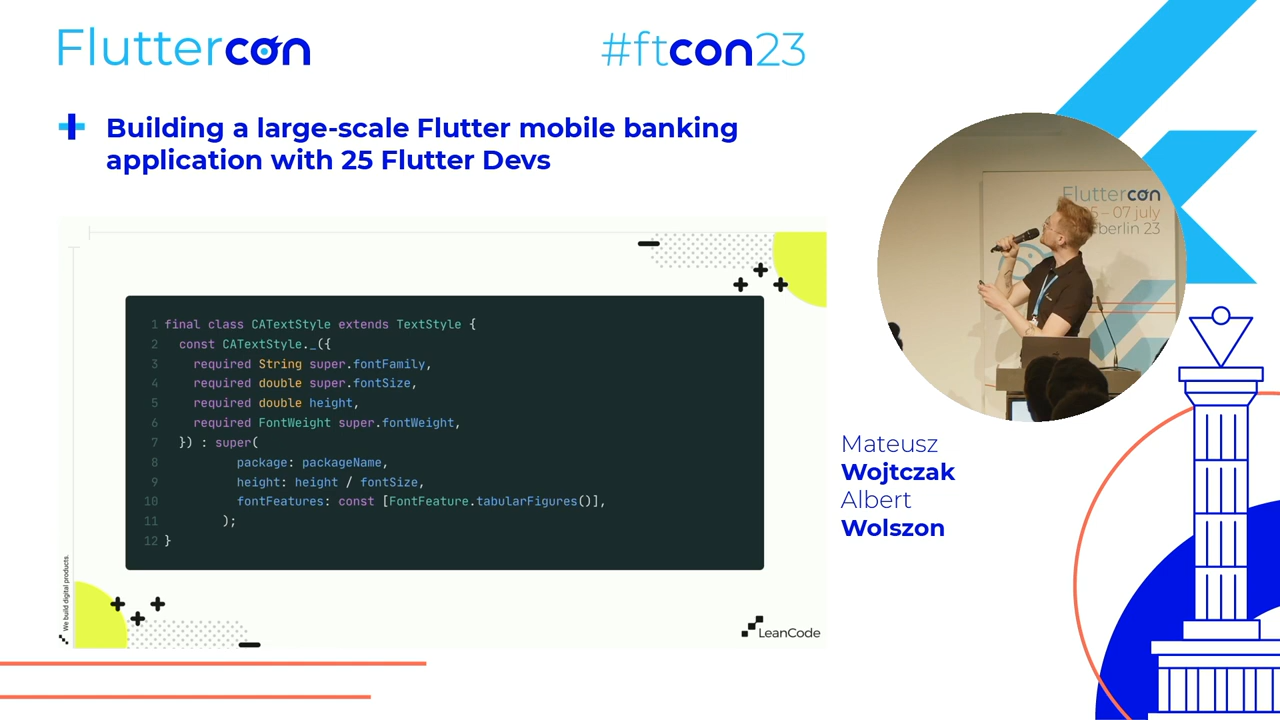 Fluttercon
#ftcon23
Building a large-scale Flutter mobile banking
application with 25 Flutter Devs
1 final class CATextStyle extends TextStyle {
2 const CATextStyle._({
3 required String super.fontFamily,
4 required double super.fontSize,
5 required double height,
6 required FontWeight super.fontWeight,
7 }) : super(
8 package: packageName,
9 height: height / fontSize,
10 fontFeatures: const [FontFeature.tabularFigures()],
11 );
12 }
We build digital products.
LeanCode
Fluttercon
– 07 july
berlin 23
Mateusz
Wojtczak
Albert
Wolszon